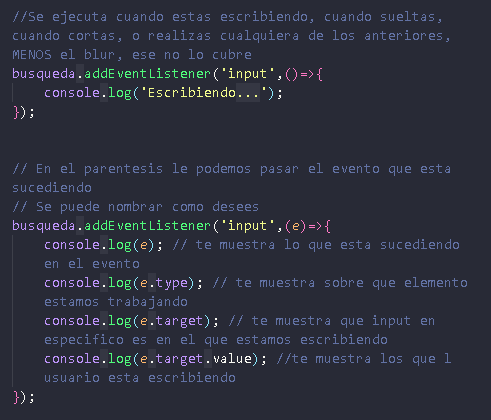 //Se ejecuta cuando estas escribiendo, cuando sueltas,
cuando cortas, o realizas cualquiera de los anteriores,
MENOS el blur, ese no lo cubre
busqueda.addEventListener('input',()=>{
console.log('Escribiendo...');
});
// En el parentesis le podemos pasar el evento que esta
sucediendo
// Se puede nombrar como desees
busqueda.addEventListener('input',(e)=>{
console.log(e); // te muestra lo que esta sucediendo
en el evento
console.log(e.type); // te muestra sobre que elemento
estamos trabajando
console.log(e.target); // te muestra que input en
especifico es en el que estamos escribiendo
console.log(e.target.value); //te muestra los que l
usuario esta escribiendo
});